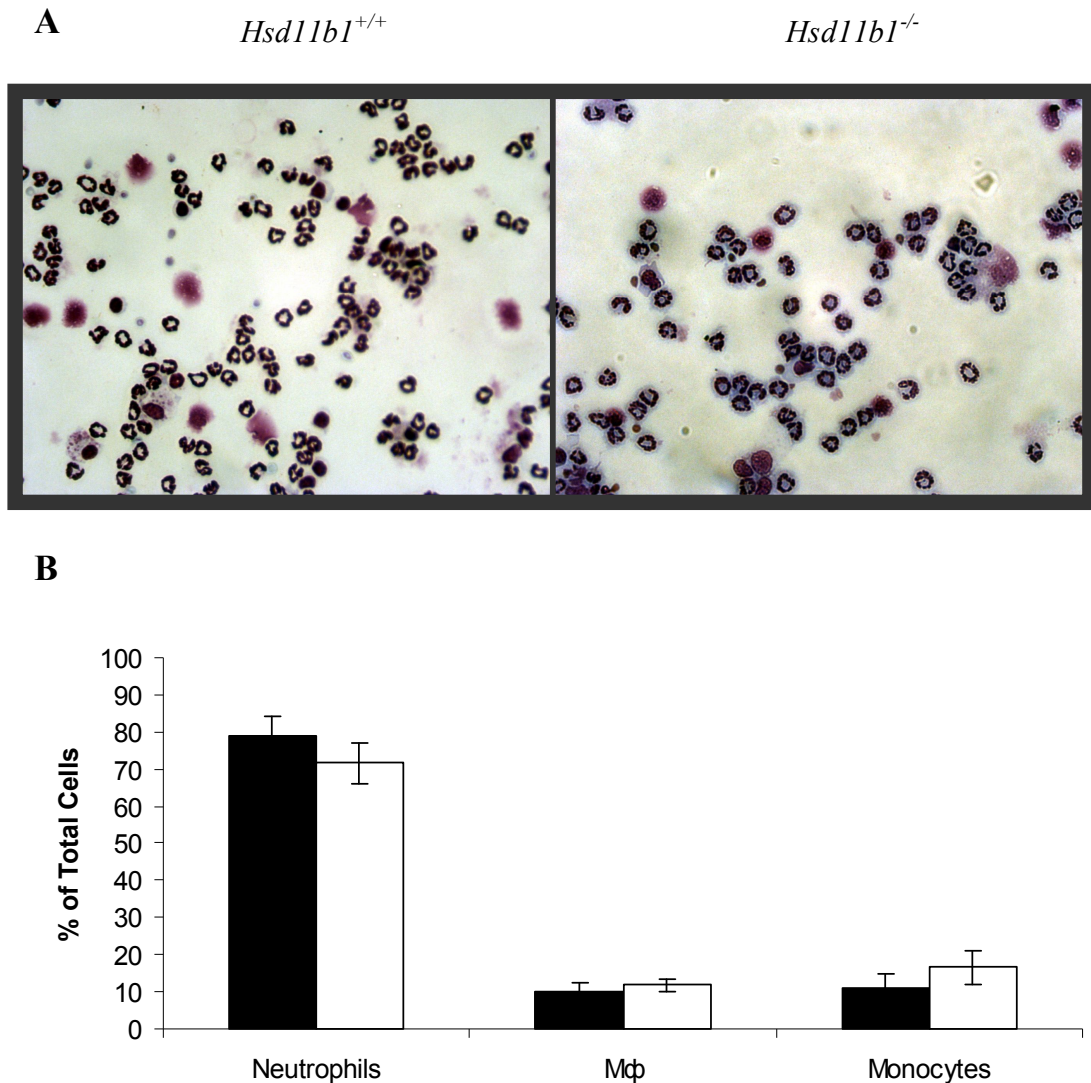 A
Hsd11b1+/+ Hsd11b1-/-
B
100
90
80
70
60
50
40
30
20
10
0
% of Total Cells
Neutrophils Mφ Monocytes